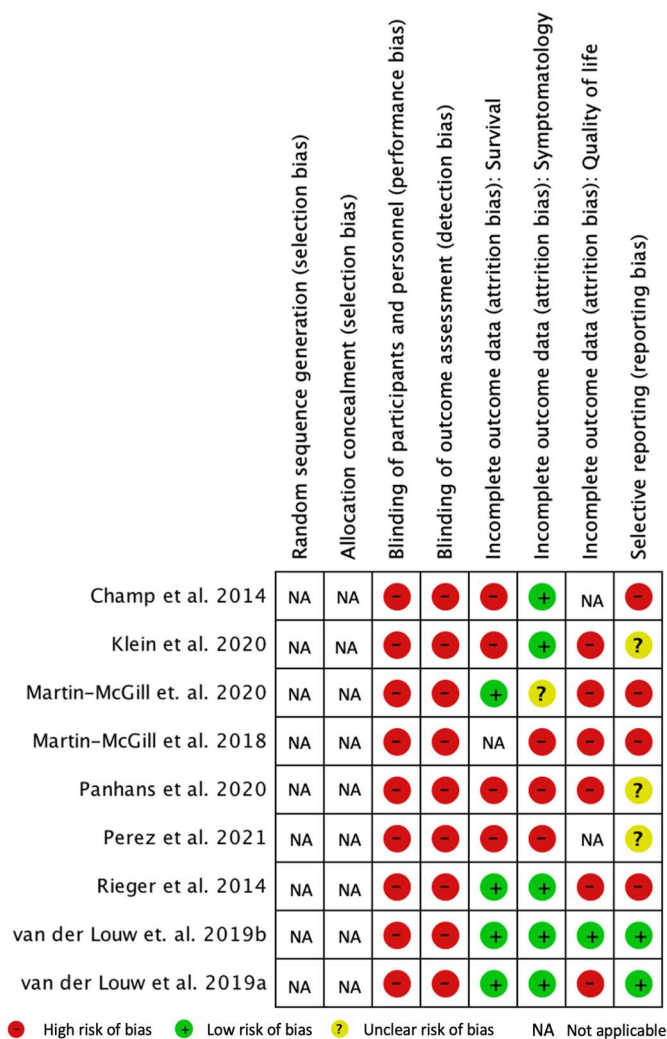 Random sequence generation (selection bias)
Allocation concealment (selection bias)
Blinding of participants and personnel (performance bias)
Blinding of outcome assessment (detection bias)
Incomplete outcome data (attrition bias): Survival
Incomplete outcome data (attrition bias): Symptomatology
Incomplete outcome data (attrition bias): Quality of life
Selective reporting (reporting bias)
Champ et al. 2014 NA NA - - - + NA -
Klein et al. 2020 NA NA - - - + - ?
Martin-McGill et. al. 2020 NA NA - - + ? - -
Martin-McGill et al. 2018 NA NA - - NA - - -
Panhans et al. 2020 NA NA - - - - - ?
Perez et al. 2021 NA NA - - - - NA ?
Rieger et al. 2014 NA NA - - + + - -
van der Louw et. al. 2019b NA NA - - + + + +
van der Louw et al. 2019a NA NA - - + + - +
- High risk of bias + Low risk of bias ? Unclear risk of bias NA Not applicable